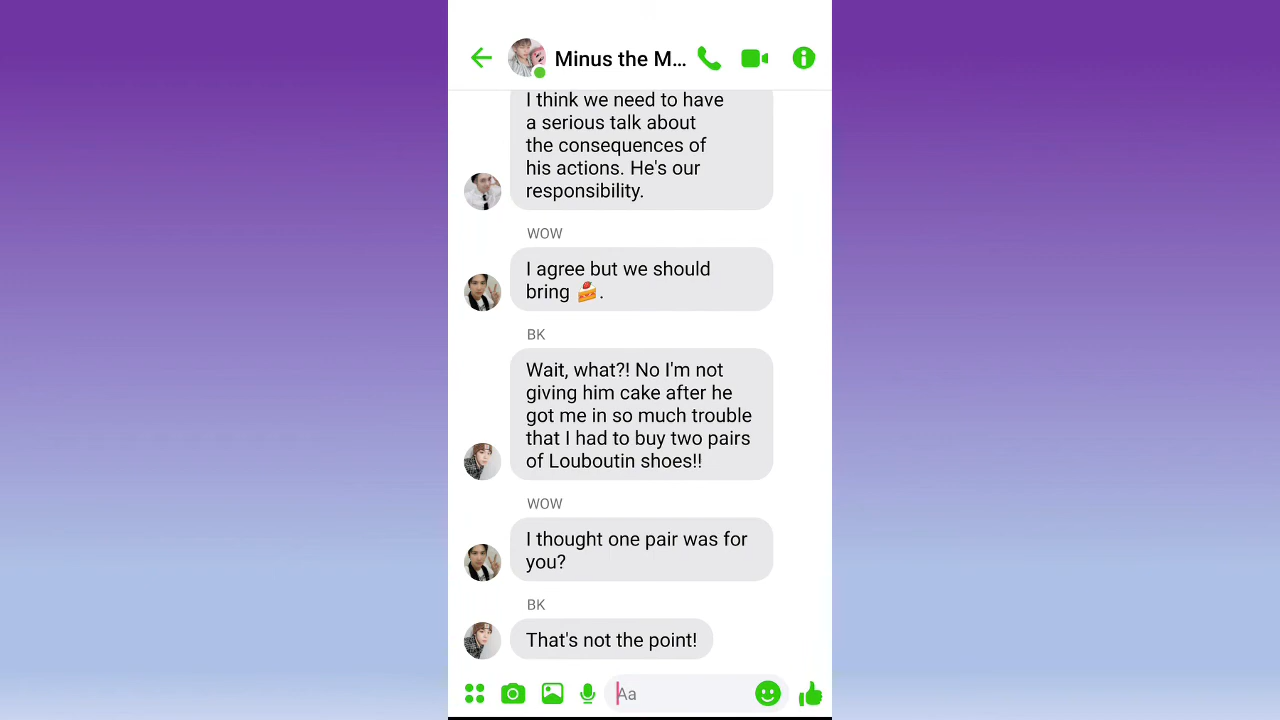 Minus the M...
I think we need to have
a serious talk about
the consequences of
his actions. He's our
responsibility.
WOW
I agree but we should
bring 🍰.
BK
Wait, what?! No I'm not
giving him cake after he
got me in so much trouble
that I had to buy two pairs
of Louboutin shoes!!
WOW
I thought one pair was for
you?
BK
That's not the point!
Aa